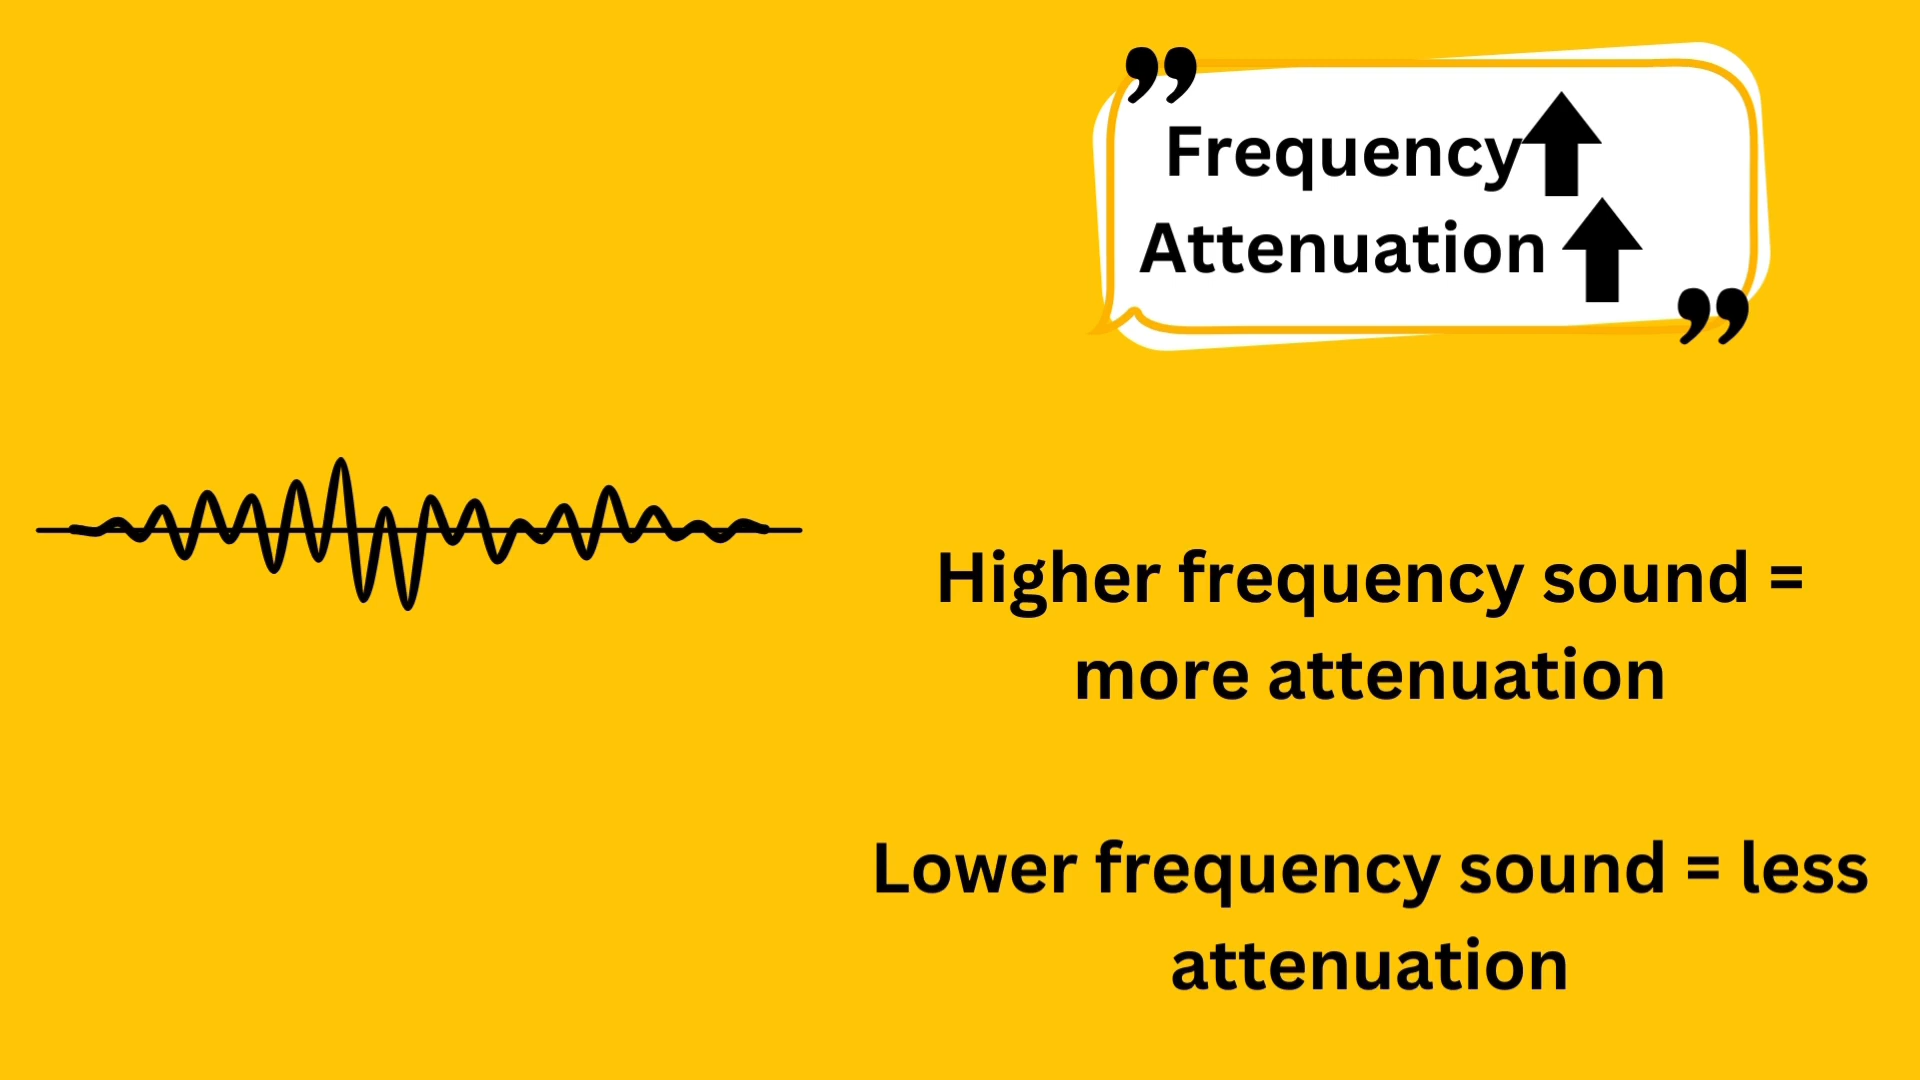 Frequency
Attenuation
Higher frequency sound =
more attenuation
Lower frequency sound = less
attenuation